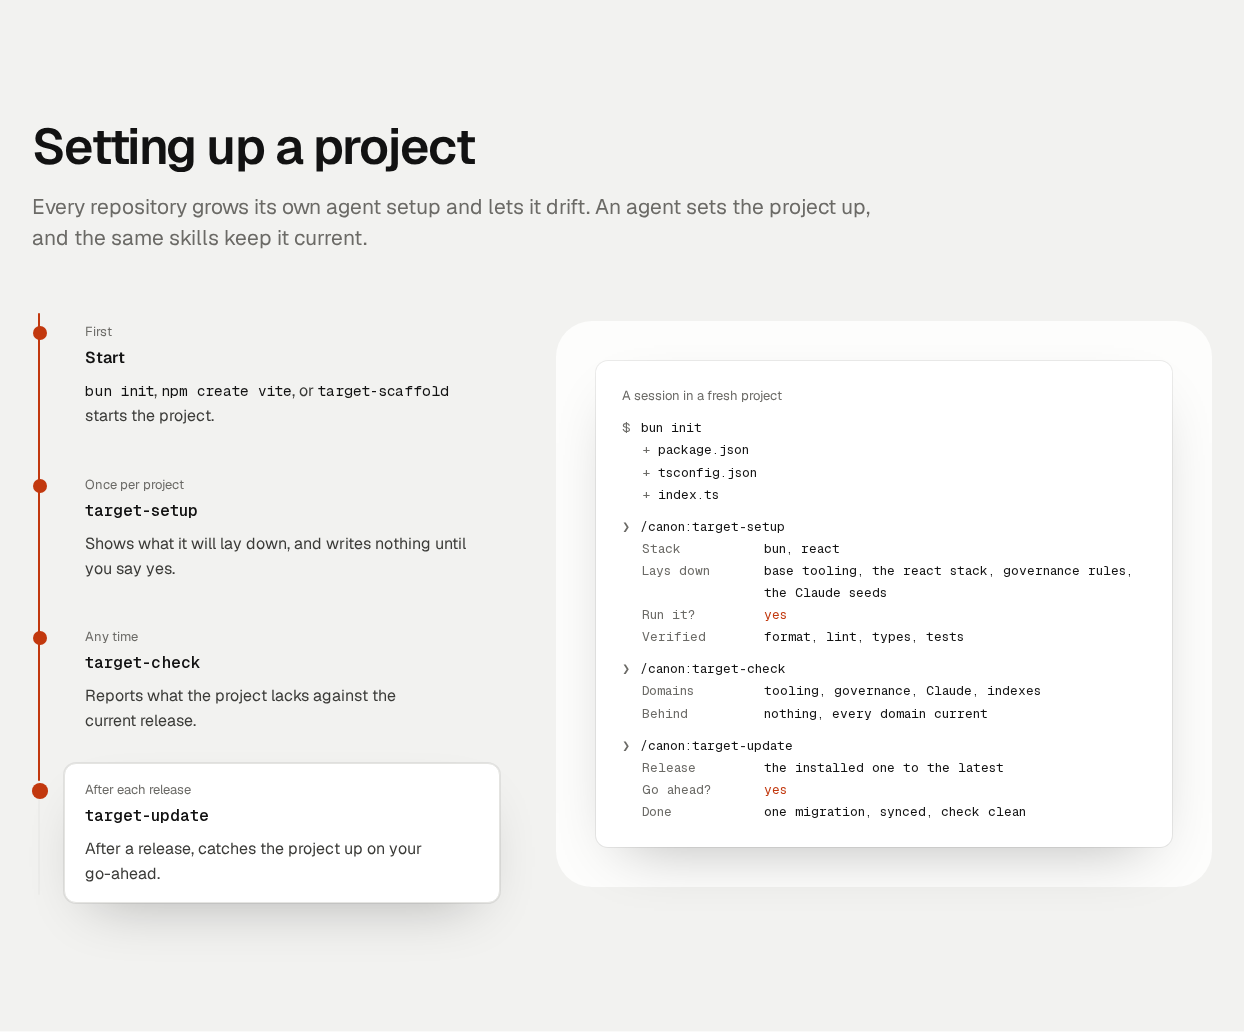 Setting up a project
Every repository grows its own agent setup and lets it drift. An agent sets the project up,
and the same skills keep it current.
First
Start
bun init, npm create vite, or target-scaffold
starts the project.
Once per project
target-setup
Shows what it will lay down, and writes nothing until
you say yes.
Any time
target-check
Reports what the project lacks against the
current release.
After each release
target-update
After a release, catches the project up on your
go-ahead.
A session in a fresh project
$ bun init
+ package.json
+ tsconfig.json
+ index.ts
❯ /canon:target-setup
Stack bun, react
Lays down base tooling, the react stack, governance rules,
the Claude seeds
Run it? yes
Verified format, lint, types, tests
❯ /canon:target-check
Domains tooling, governance, Claude, indexes
Behind nothing, every domain current
❯ /canon:target-update
Release the installed one to the latest
Go ahead? yes
Done one migration, synced, check clean